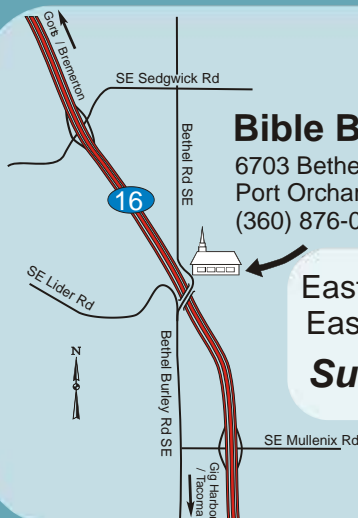 Gorst / Bremerton
SE Sedgwick Rd
Bethel Rd SE
Bible B
6703 Bethe
Port Orchar
(360) 876-0
16
SE Lider Rd
East
Eas
Su
N
Bethel Burley Rd SE
SE Mullenix Rd
Gig Harbor
/ Tacoma